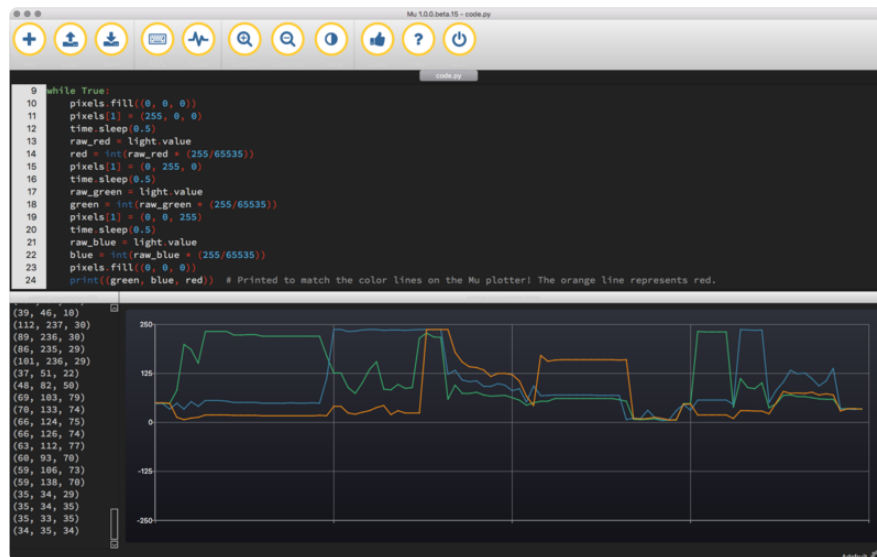 Mu 1.0.0.beta.15 - code.py
code.py
9 while True:
10 pixels.fill((0, 0, 0))
11 pixels[1] = (255, 0, 0)
12 time.sleep(0.5)
13 raw_red = light.value
14 red = int(raw_red * (255/65535))
15 pixels[1] = (0, 255, 0)
16 time.sleep(0.5)
17 raw_green = light.value
18 green = int(raw_green * (255/65535))
19 pixels[1] = (0, 0, 255)
20 time.sleep(0.5)
21 raw_blue = light.value
22 blue = int(raw_blue * (255/65535))
23 pixels.fill((0, 0, 0))
24 print((green, blue, red)) # Printed to match the color lines on the Mu plotter! The orange line represents red.
(39, 46, 10)
(112, 237, 30)
(89, 236, 30)
(86, 235, 29)
(101, 236, 29)
(37, 51, 22)
(48, 82, 50)
(69, 103, 79)
(70, 133, 74)
(66, 124, 75)
(66, 126, 74)
(63, 112, 77)
(60, 93, 70)
(59, 106, 73)
(59, 138, 70)
(35, 34, 29)
(35, 34, 35)
(35, 33, 35)
(34, 35, 34)
250
125
0
-125
-250